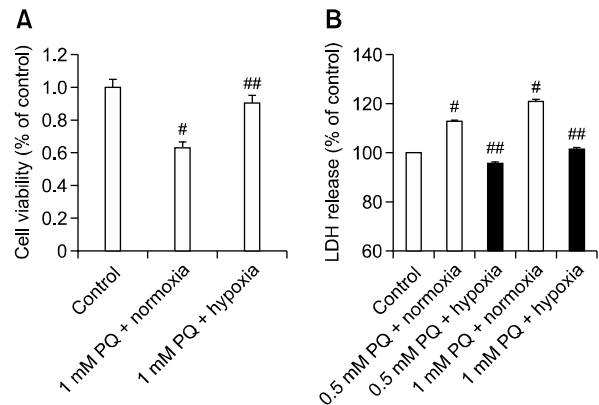 A
Cell viability (% of control)
1.2
1.0
0.8
0.6
0.4
0.2
0
#
##
Control
1 mM PQ + normoxia
1 mM PQ + hypoxia
B
LDH release (% of control)
140
120
100
80
60
#
##
#
##
Control
0.5 mM PQ + normoxia
0.5 mM PQ + hypoxia
1 mM PQ + normoxia
1 mM PQ + hypoxia